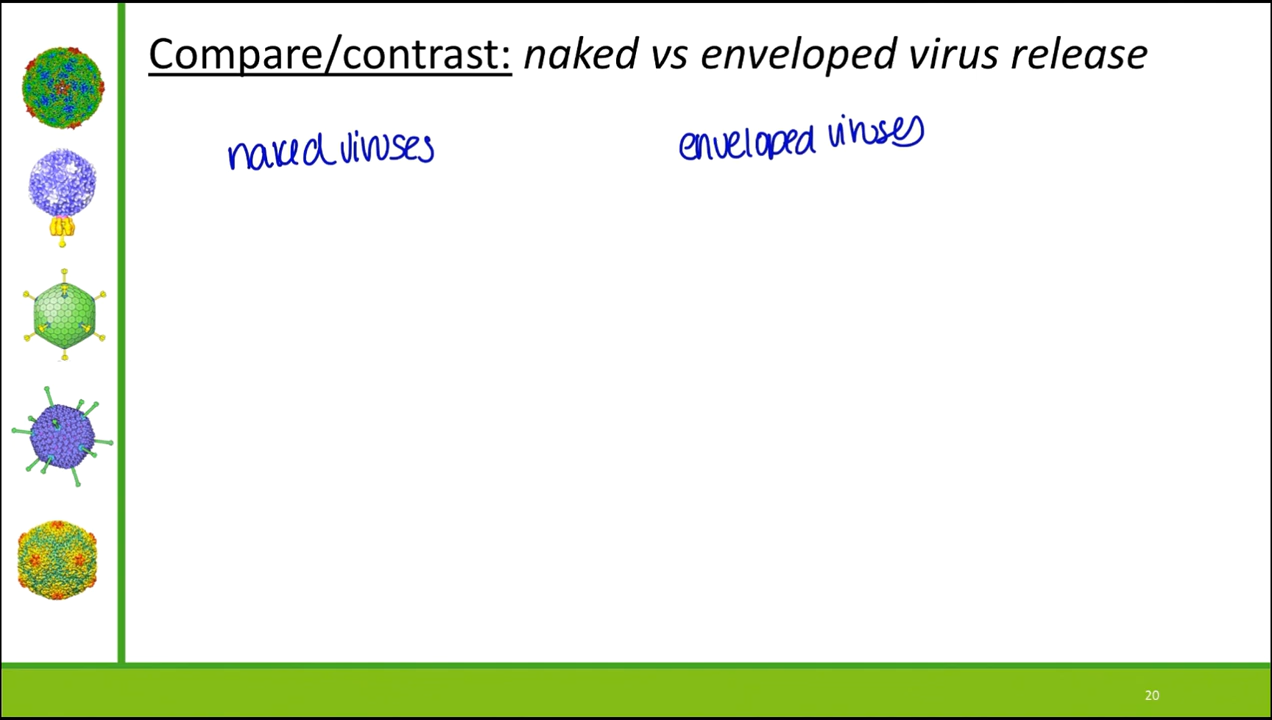 Compare/contrast: naked vs enveloped virus release
naked viruses
enveloped viruses
20